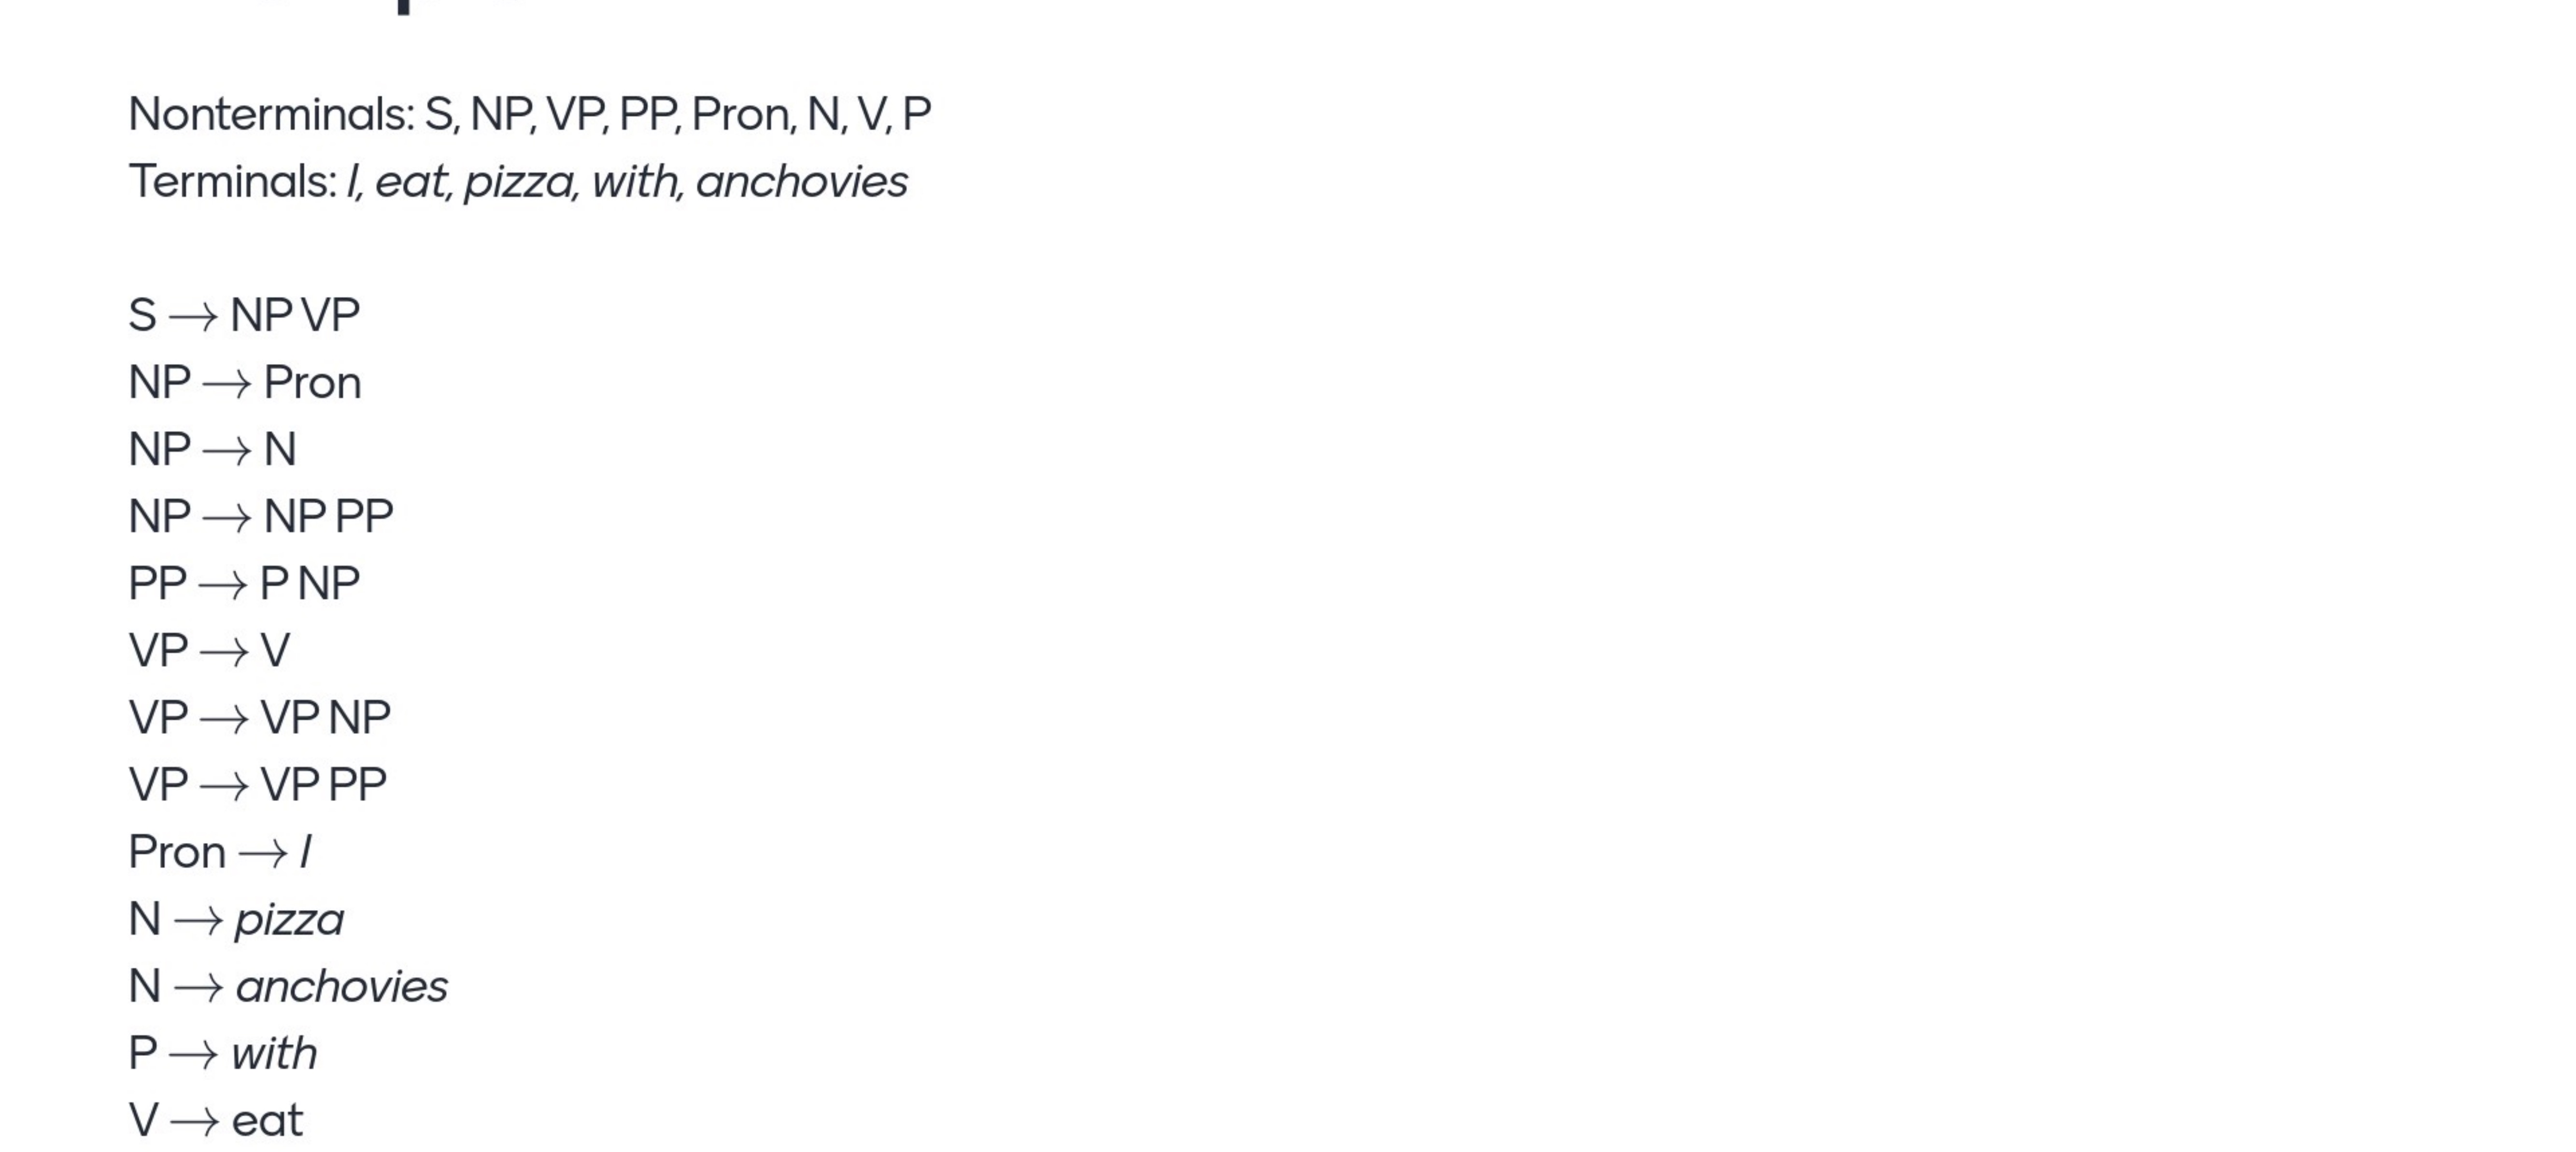 Nonterminals: S, NP, VP, PP, Pron, N, V, P
Terminals: I, eat, pizza, with, anchovies
S → NP VP
NP → Pron
NP → N
NP → NP PP
PP → P NP
VP → V
VP → VP NP
VP → VP PP
Pron → I
N → pizza
N → anchovies
P → with
V → eat